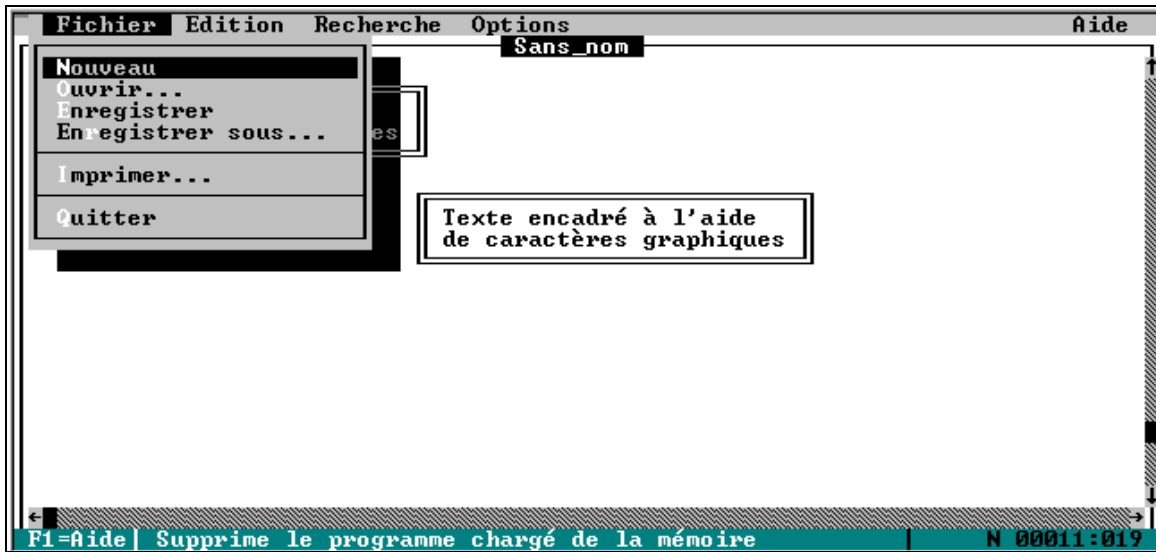 Fichier Edition Recherche Options Aide
Sans_nom
Nouveau
Ouvrir...
Enregistrer
Enregistrer sous... es
Imprimer...
Quitter
Texte encadré à l'aide
de caractères graphiques
F1=Aide| Supprime le programme chargé de la mémoire | N 00011:019